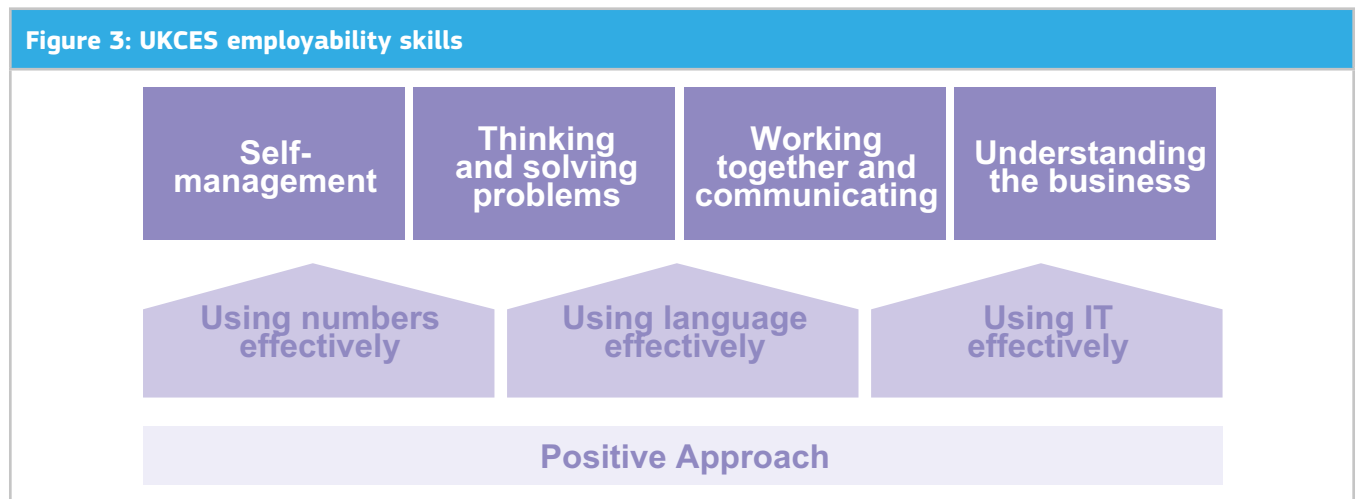 Figure 3: UKCES employability skills
Self-
management
Thinking
and solving
problems
Working
together and
communicating
Understanding
the business
Using numbers
effectively
Using language
effectively
Using IT
effectively
Positive Approach